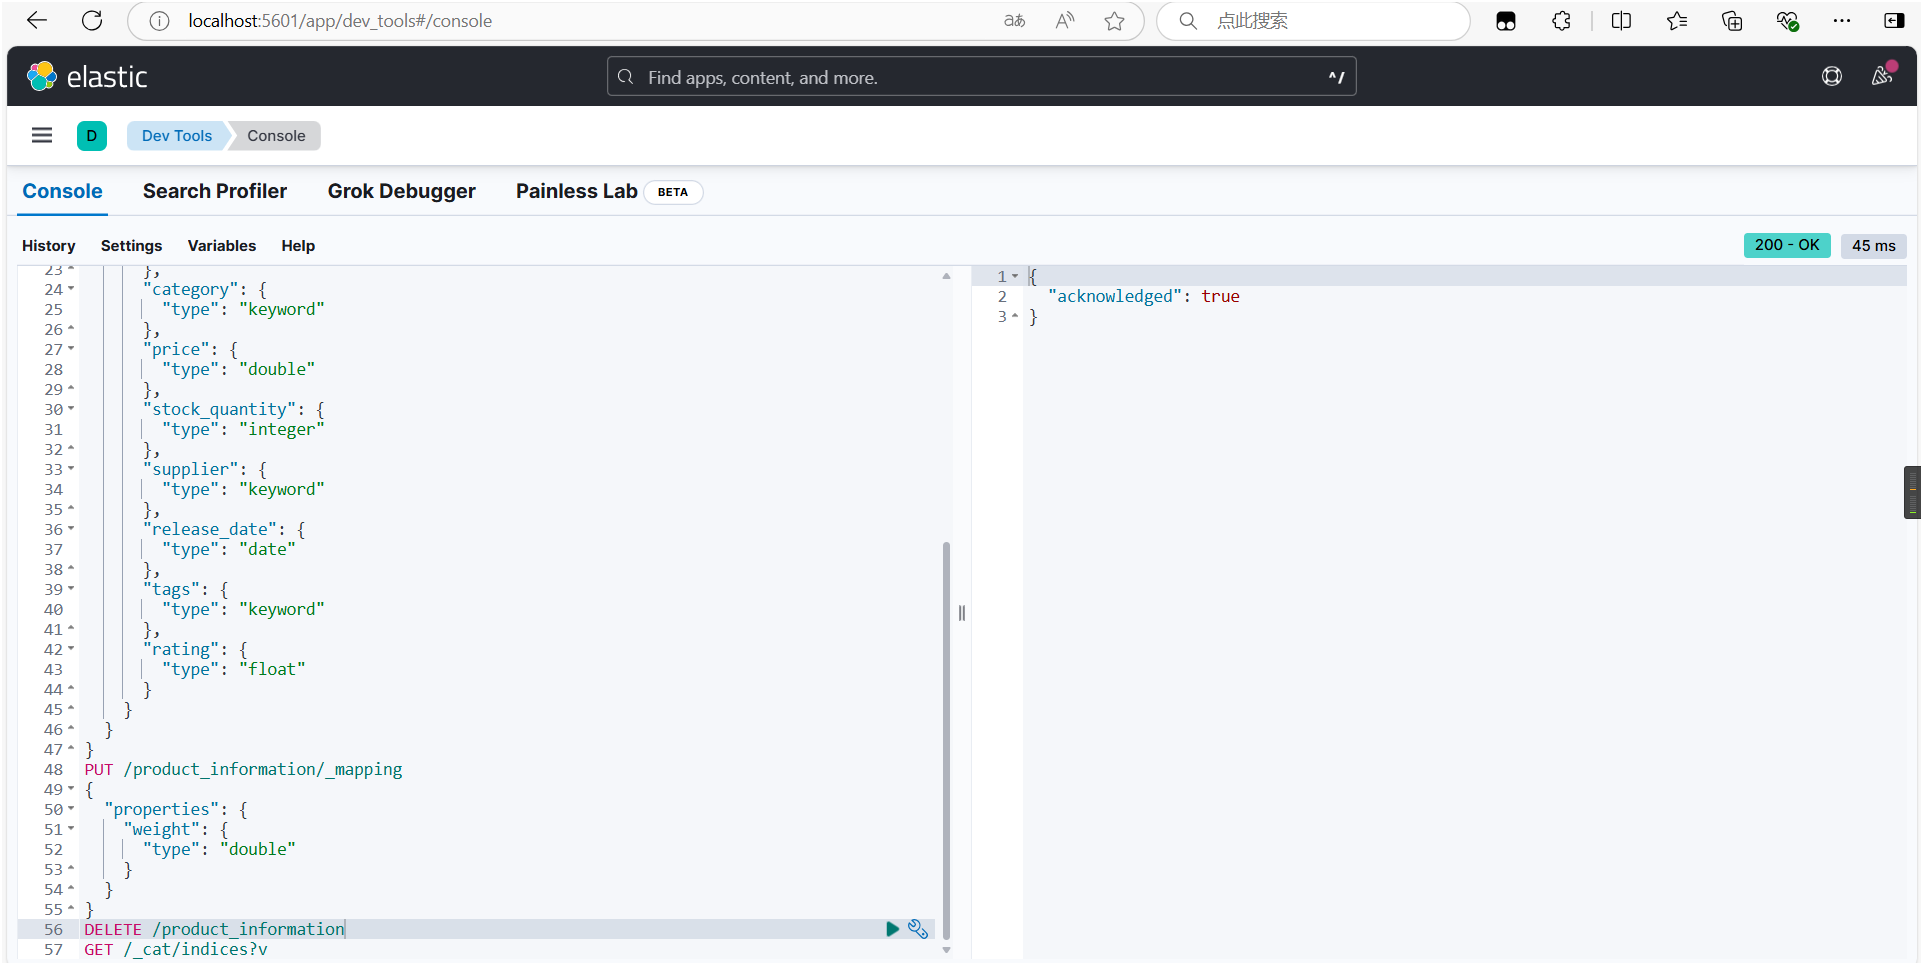 localhost:5601/app/dev_tools#/console
点此搜索
elastic
Find apps, content, and more.
^/
D
Dev Tools
Console
Console
Search Profiler
Grok Debugger
Painless Lab
BETA
History
Settings
Variables
Help
200 - OK
45 ms
23 },
24 "category": {
25 "type": "keyword"
26 },
27 "price": {
28 "type": "double"
29 },
30 "stock_quantity": {
31 "type": "integer"
32 },
33 "supplier": {
34 "type": "keyword"
35 },
36 "release_date": {
37 "type": "date"
38 },
39 "tags": {
40 "type": "keyword"
41 },
42 "rating": {
43 "type": "float"
44 }
45 }
46 }
47 }
48 PUT /product_information/_mapping
49 {
50 "properties": {
51 "weight": {
52 "type": "double"
53 }
54 }
55 }
56 DELETE /product_information
57 GET /_cat/indices?v
1 {
2 "acknowledged": true
3 }